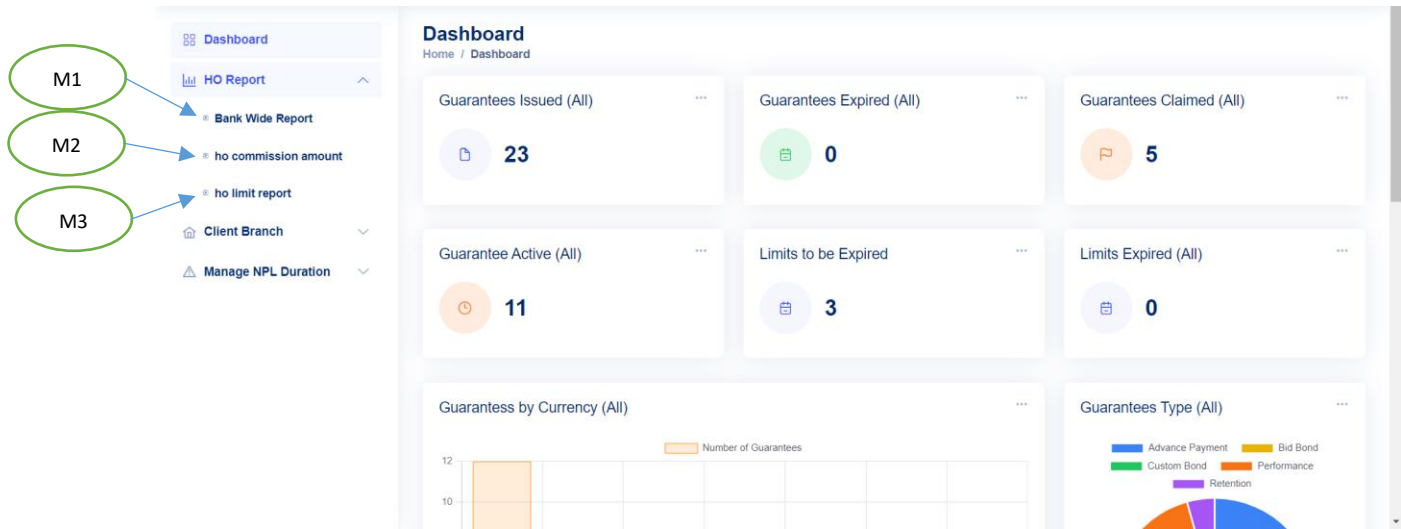 Dashboard
HO Report
Bank Wide Report
ho commission amount
ho limit report
Client Branch
Manage NPL Duration
M1
M2
M3
Dashboard
Home / Dashboard
Guarantees Issued (All)
23
Guarantees Expired (All)
0
Guarantees Claimed (All)
5
Guarantee Active (All)
11
Limits to be Expired
3
Limits Expired (All)
0
Guarantess by Currency (All)
Number of Guarantees
12
10
Guarantees Type (All)
Advance Payment Bid Bond
Custom Bond Performance
Retention